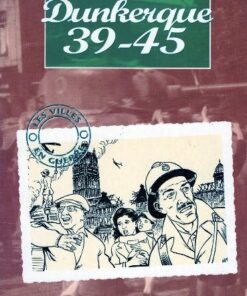 Dunkerque
39-45
LES VILLES
EN GUERRE